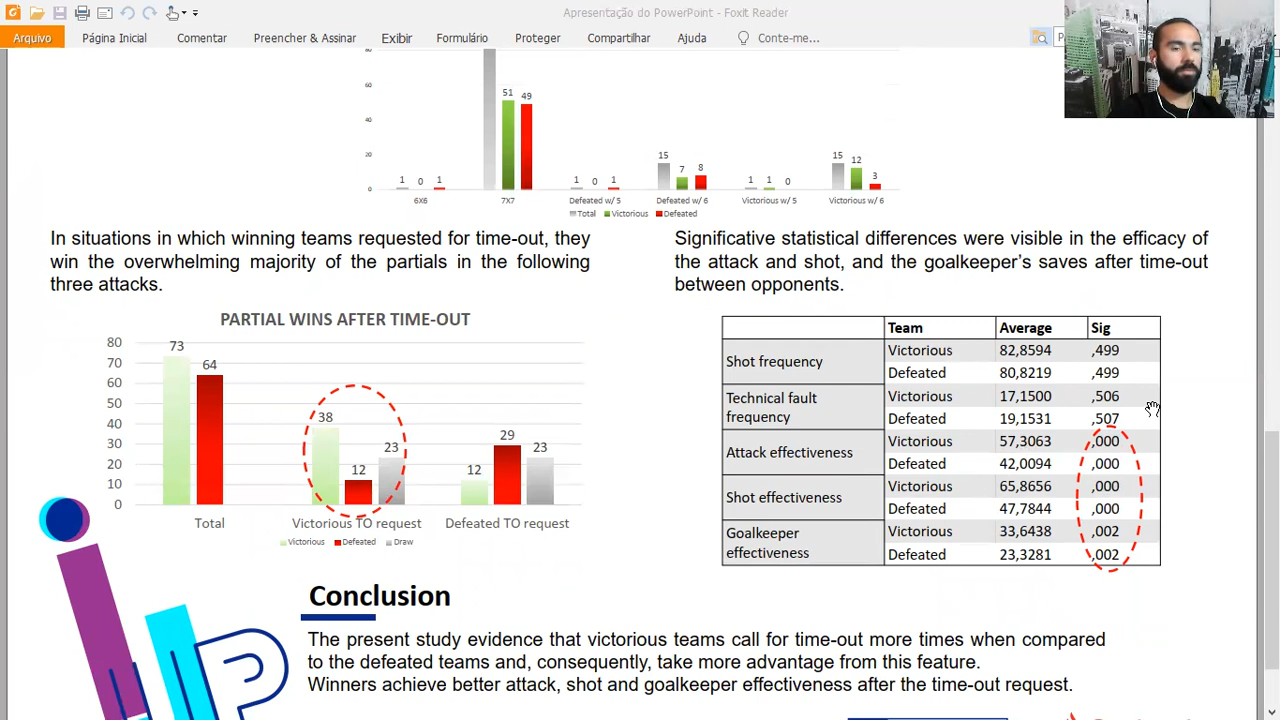 Apresentação do PowerPoint - Foxit Reader
Arquivo Página Inicial Comentar Preencher & Assinar Exibir Formulário Proteger Compartilhar Ajuda Conte-me...
80
60
40
20
0
51 49
1 0 1
1 0 1
15 7 8
1 1 0
15 12 3
6X6 7X7 Defeated w/ 5 Defeated w/ 6 Victorious w/ 5 Victorious w/ 6
Total Victorious Defeated
In situations in which winning teams requested for time-out, they
win the overwhelming majority of the partials in the following
three attacks.
PARTIAL WINS AFTER TIME-OUT
80
70
60
50
40
30
20
10
0
73 64
38 12 23
12 29 23
Total Victorious TO request Defeated TO request
Victorious Defeated Draw
Significative statistical differences were visible in the efficacy of
the attack and shot, and the goalkeeper's saves after time-out
between opponents.
Team Average Sig
Shot frequency
Victorious 82,8594 ,499
Defeated 80,8219 ,499
Technical fault
frequency
Victorious 17,1500 ,506
Defeated 19,1531 ,507
Attack effectiveness
Victorious 57,3063 ,000
Defeated 42,0094 ,000
Shot effectiveness
Victorious 65,8656 ,000
Defeated 47,7844 ,000
Goalkeeper
effectiveness
Victorious 33,6438 ,002
Defeated 23,3281 ,002
Conclusion
The present study evidence that victorious teams call for time-out more times when compared
to the defeated teams and, consequently, take more advantage from this feature.
Winners achieve better attack, shot and goalkeeper effectiveness after the time-out request.